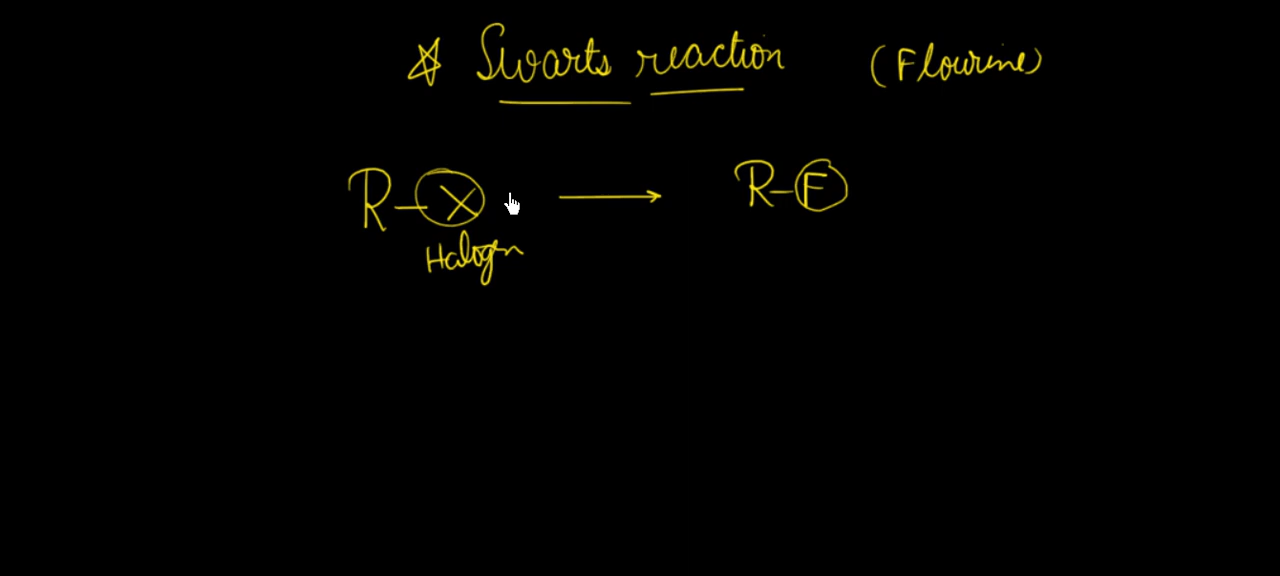 ☆ Swarts reaction (Flourine)
R-X ⟶ R-F
Halogen